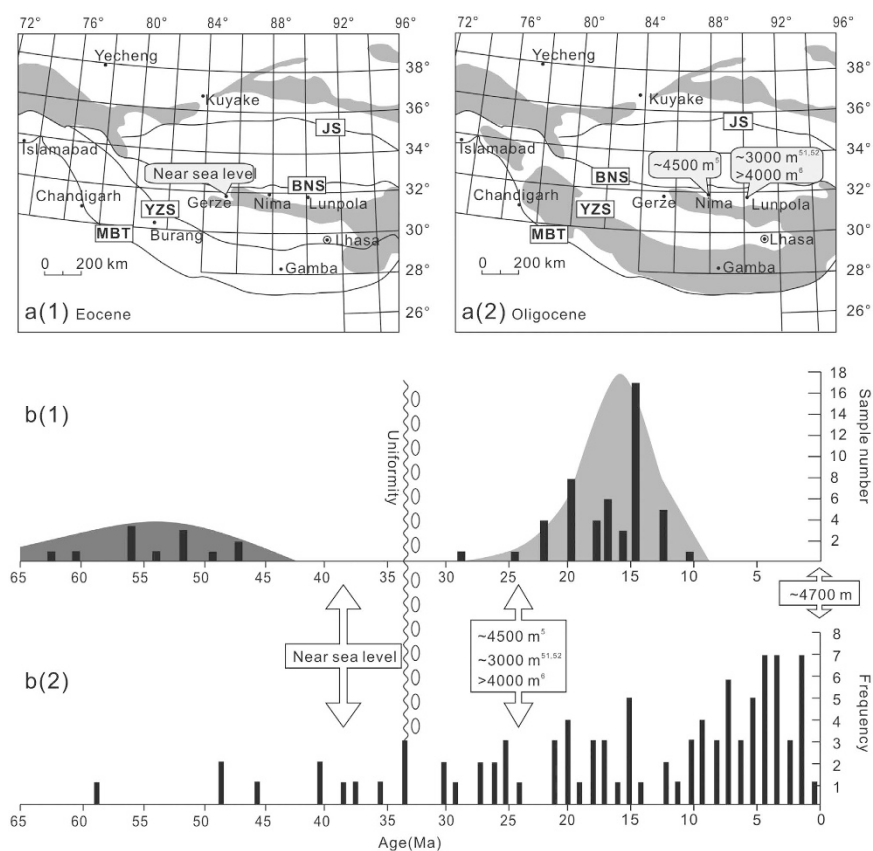 72° 76° 80° 84° 88° 92° 96°
Yecheng
38°
Kuyake
36°
JS
34°
Islamabad
Near sea level
BNS
32°
Chandigarh
Gerze
Nima
Lunpola
YZS
30°
MBT
Burang
Lhasa
0 200 km
Gamba
28°
26°
a(1) Eocene
72° 76° 80° 84° 88° 92° 96°
Yecheng
38°
Kuyake
36°
JS
34°
Islamabad
~4500 m⁵
~3000 m⁵¹,⁵²
>4000 m⁶
BNS
32°
Chandigarh
Gerze
Nima
Lunpola
YZS
30°
MBT
Lhasa
0 200 km
Gamba
28°
26°
a(2) Oligocene
b(1)
Uniformity
18
16
14
12
10
8
6
4
2
Sample number
65 60 55 50 45 40 35 30 25 20 15 10 5
Near sea level
~4500 m⁵
~3000 m⁵¹,⁵²
>4000 m⁶
~4700 m
b(2)
8
7
6
5
4
3
2
1
Frequency
65 60 55 50 45 40 35 30 25 20 15 10 5 0
Age(Ma)